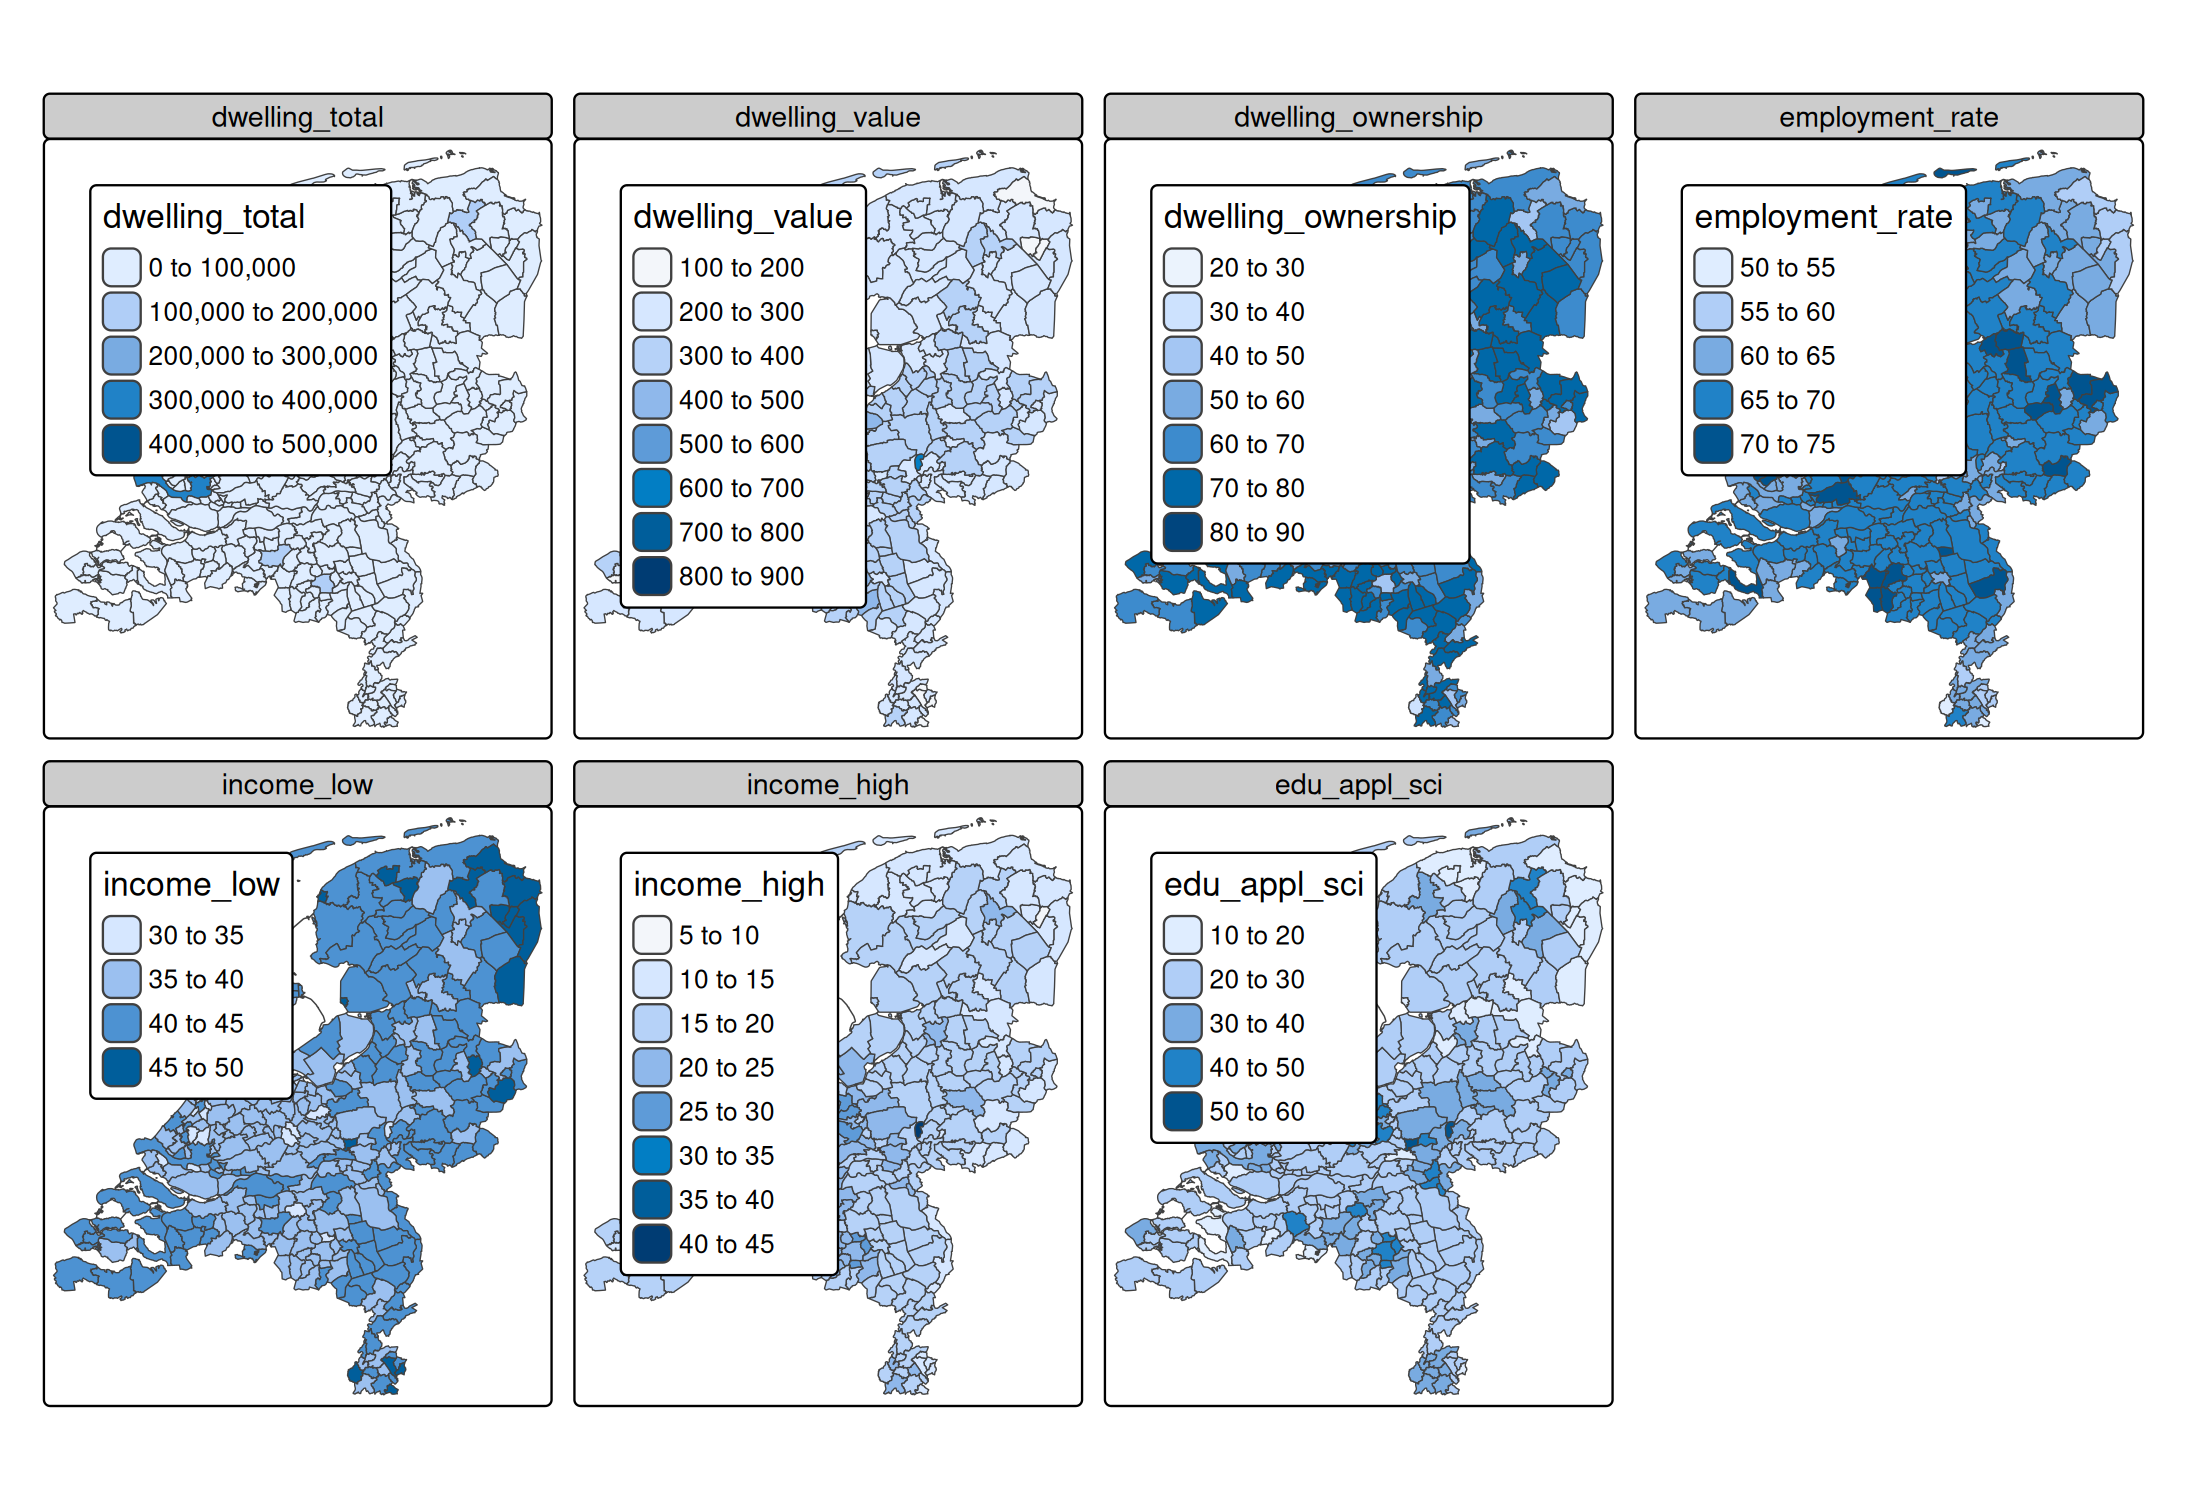 dwelling_total
dwelling_total
0 to 100,000
100,000 to 200,000
200,000 to 300,000
300,000 to 400,000
400,000 to 500,000
dwelling_value
dwelling_value
100 to 200
200 to 300
300 to 400
400 to 500
500 to 600
600 to 700
700 to 800
800 to 900
dwelling_ownership
dwelling_ownership
20 to 30
30 to 40
40 to 50
50 to 60
60 to 70
70 to 80
80 to 90
employment_rate
employment_rate
50 to 55
55 to 60
60 to 65
65 to 70
70 to 75
income_low
income_low
30 to 35
35 to 40
40 to 45
45 to 50
income_high
income_high
5 to 10
10 to 15
15 to 20
20 to 25
25 to 30
30 to 35
35 to 40
40 to 45
edu_appl_sci
edu_appl_sci
10 to 20
20 to 30
30 to 40
40 to 50
50 to 60